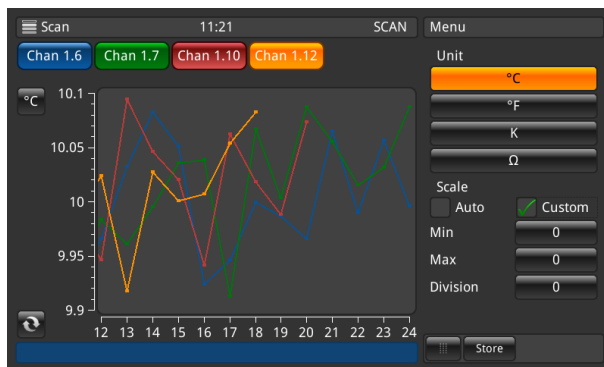 Scan 11:21 SCAN Menu
Chan 1.6 Chan 1.7 Chan 1.10 Chan 1.12
Unit
°C
°F
K
Ω
°C
10.1
10.05
10
9.95
9.9
12 13 14 15 16 17 18 19 20 21 22 23 24
Scale
Auto Custom
Min 0
Max 0
Division 0
Store